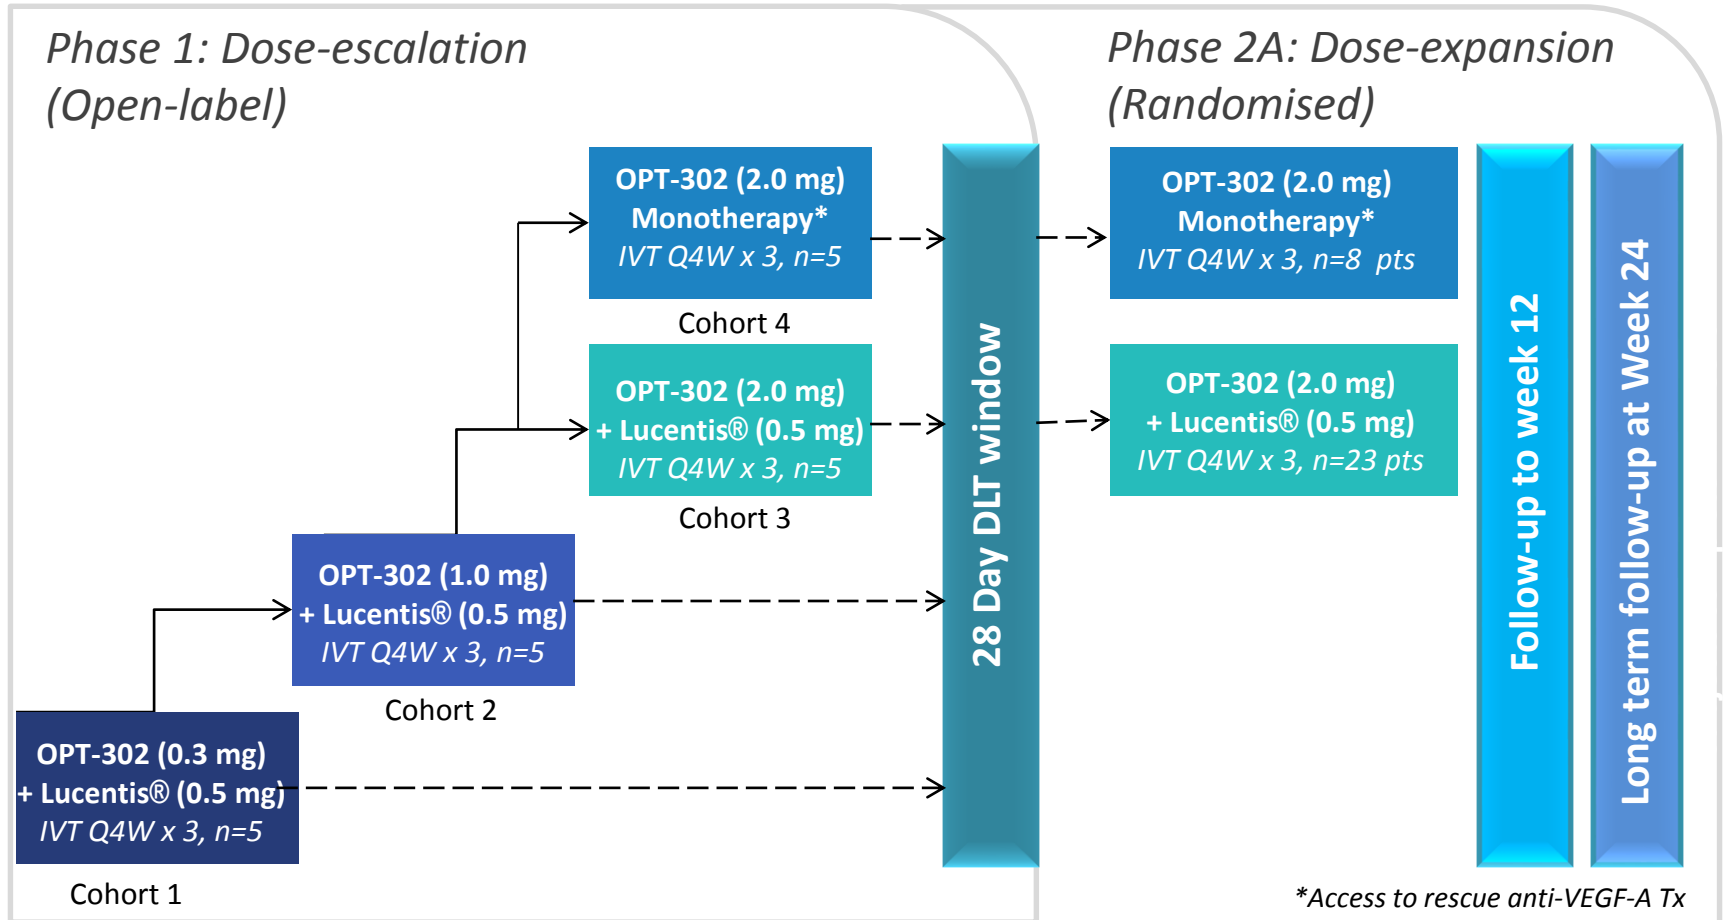 Phase 1: Dose-escalation
(Open-label)
Phase 2A: Dose-expansion
(Randomised)
OPT-302 (2.0 mg)
Monotherapy*
IVT Q4W x 3, n=5
Cohort 4
OPT-302 (2.0 mg)
+ Lucentis® (0.5 mg)
IVT Q4W x 3, n=5
Cohort 3
OPT-302 (1.0 mg)
+ Lucentis® (0.5 mg)
IVT Q4W x 3, n=5
Cohort 2
OPT-302 (0.3 mg)
+ Lucentis® (0.5 mg)
IVT Q4W x 3, n=5
Cohort 1
28 Day DLT window
OPT-302 (2.0 mg)
Monotherapy*
IVT Q4W x 3, n=8 pts
OPT-302 (2.0 mg)
+ Lucentis® (0.5 mg)
IVT Q4W x 3, n=23 pts
Follow-up to week 12
Long term follow-up at Week 24
*Access to rescue anti-VEGF-A Tx